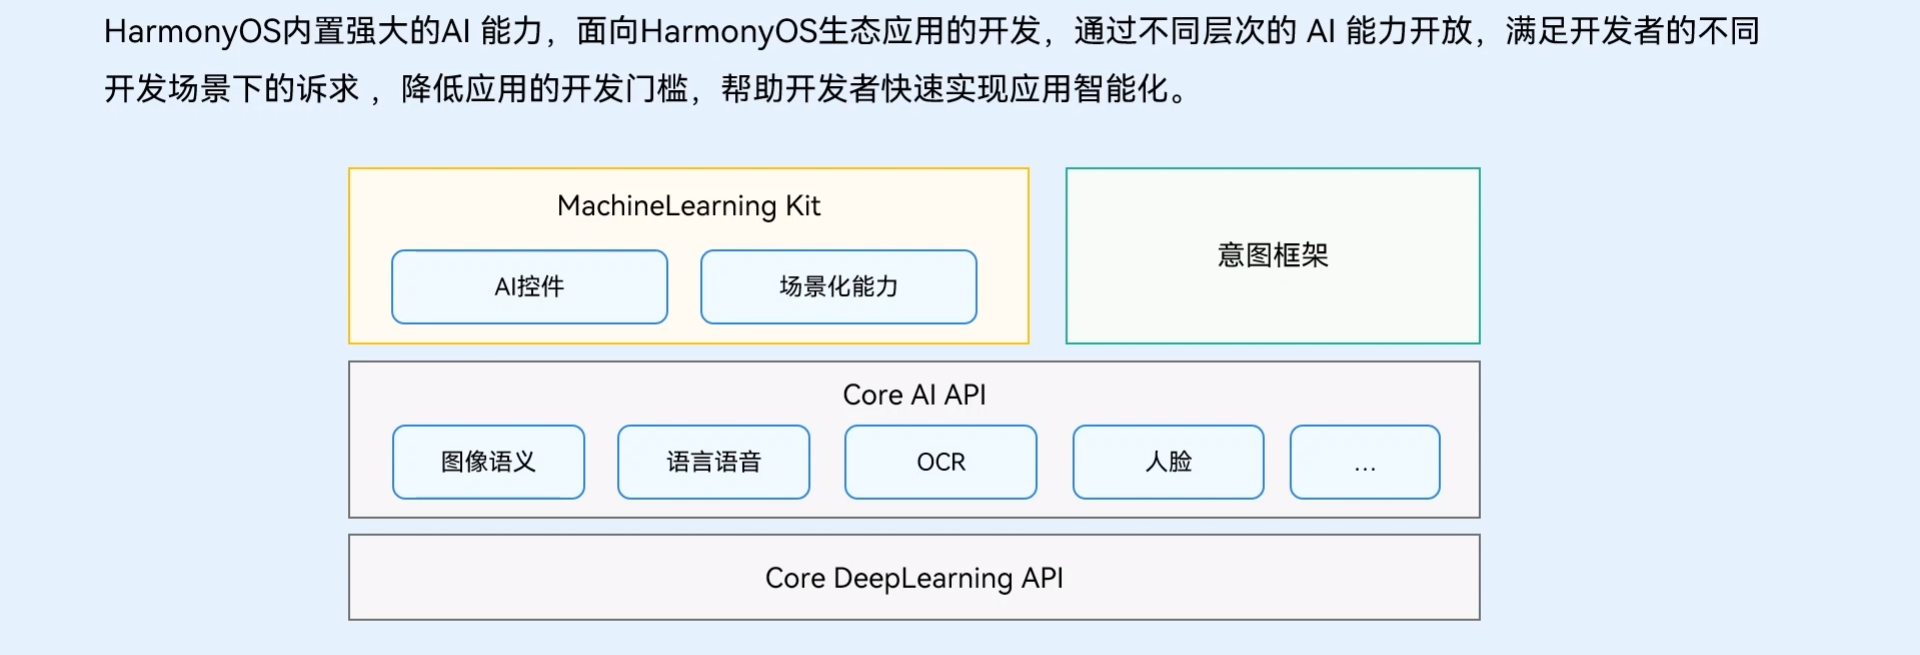 HarmonyOS内置强大的AI 能力，面向HarmonyOS生态应用的开发，通过不同层次的 AI 能力开放，满足开发者的不同
开发场景下的诉求 ，降低应用的开发门槛，帮助开发者快速实现应用智能化。
MachineLearning Kit
AI控件
场景化能力
意图框架
Core AI API
图像语义
语言语音
OCR
人脸
...
Core DeepLearning API